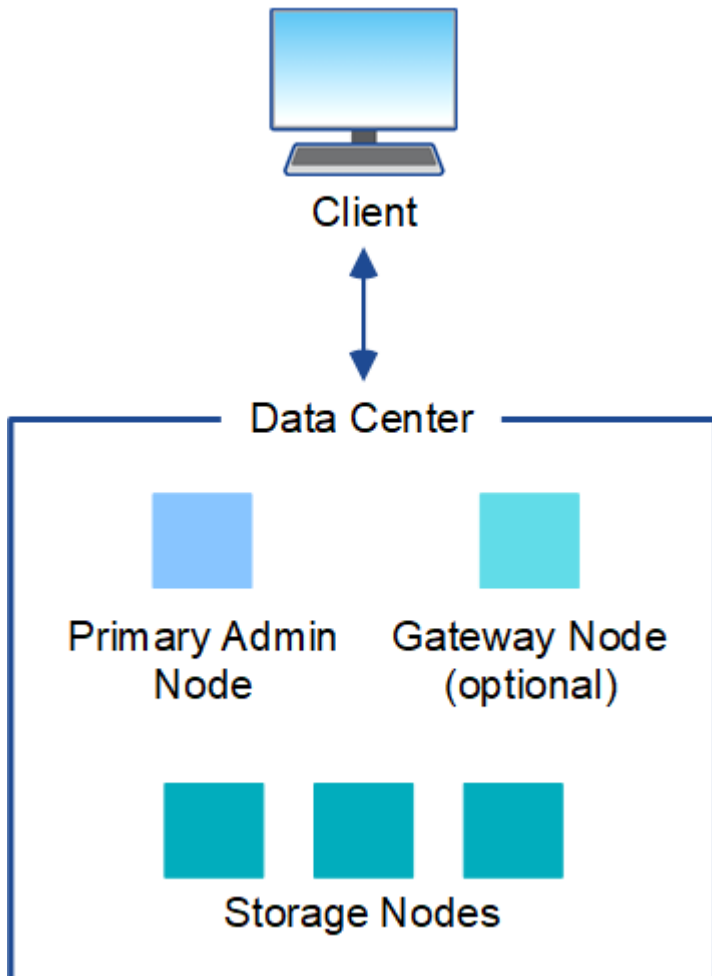 Client
Data Center
Primary Admin
Node
Gateway Node
(optional)
Storage Nodes